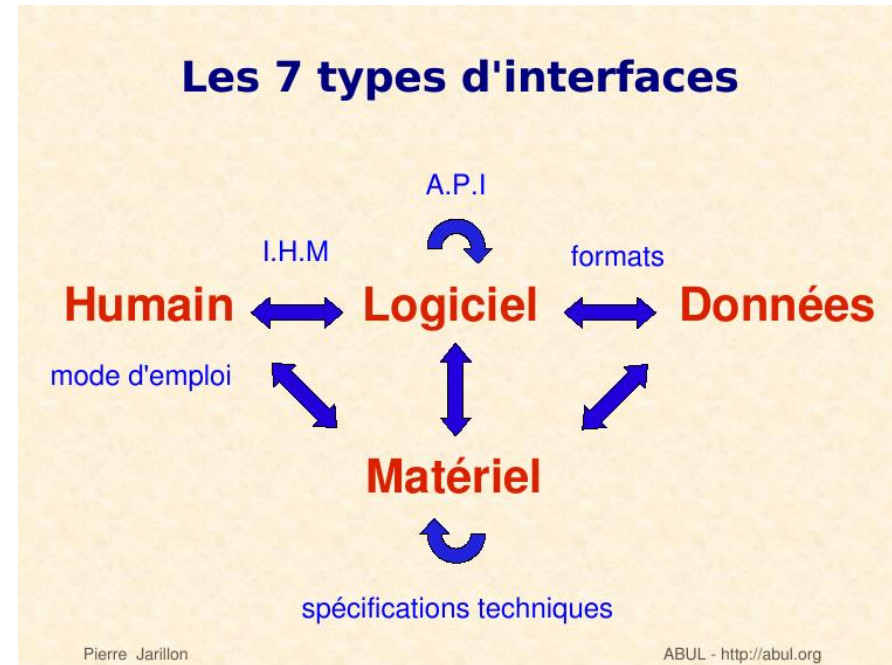 Les 7 types d'interfaces
A.P.I
I.H.M
formats
Humain
Logiciel
Données
mode d'emploi
Matériel
spécifications techniques
Pierre Jarillon
ABUL - http://abul.org